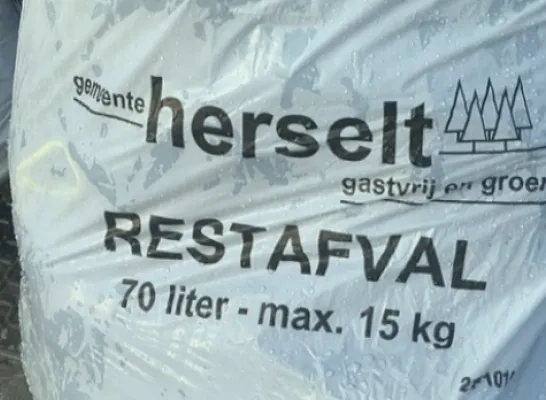 gemeente
herselt
gastvrij en groen
RESTAFVAL
70 liter - max. 15 kg